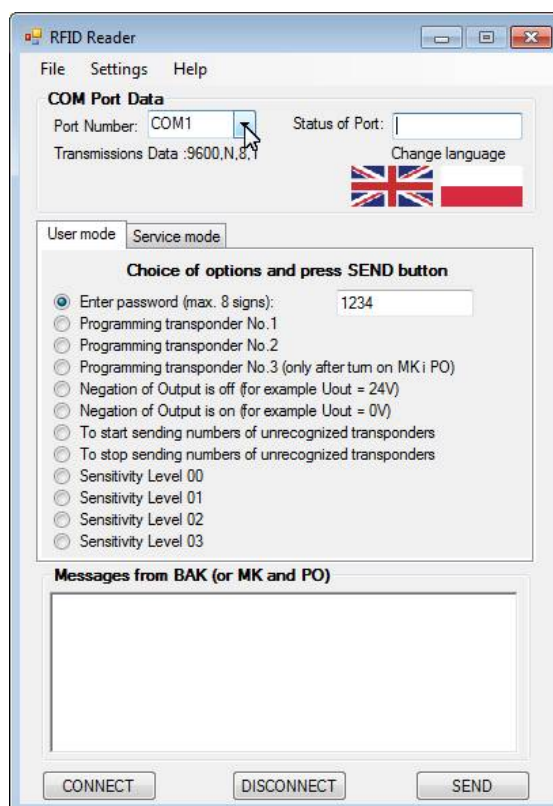 RFID Reader
File Settings Help
COM Port Data
Port Number: COM1 Status of Port:
Transmissions Data :9600,N,8,1 Change language
User mode Service mode
Choice of options and press SEND button
Enter password (max. 8 signs): 1234
Programming transponder No.1
Programming transponder No.2
Programming transponder No.3 (only after turn on MK i PO)
Negation of Output is off (for example Uout = 24V)
Negation of Output is on (for example Uout = 0V)
To start sending numbers of unrecognized transponders
To stop sending numbers of unrecognized transponders
Sensitivity Level 00
Sensitivity Level 01
Sensitivity Level 02
Sensitivity Level 03
Messages from BAK (or MK and PO)
CONNECT DISCONNECT SEND